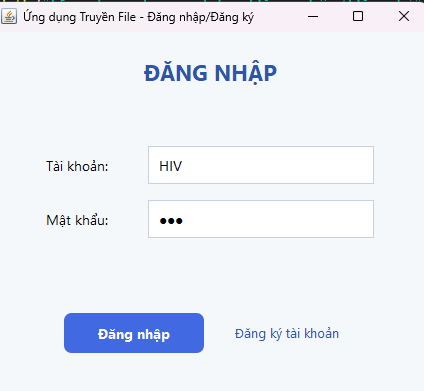 Ứng dụng Truyền File - Đăng nhập/Đăng ký
ĐĂNG NHẬP
Tài khoản: HIV
Mật khẩu: ●●●
Đăng nhập Đăng ký tài khoản